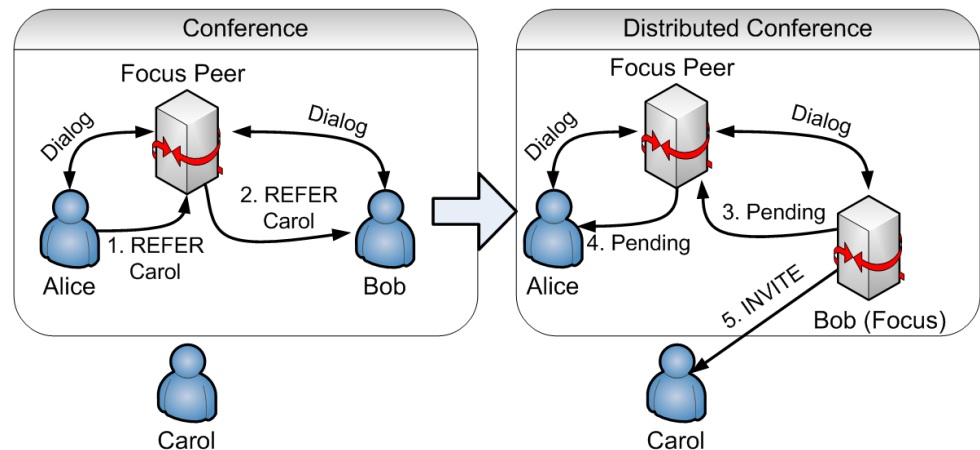 Conference
Focus Peer
Dialog
Dialog
2. REFER
Carol
1. REFER
Carol
Alice
Bob
Carol
Distributed Conference
Focus Peer
Dialog
Dialog
3. Pending
4. Pending
Alice
5. INVITE
Bob (Focus)
Carol